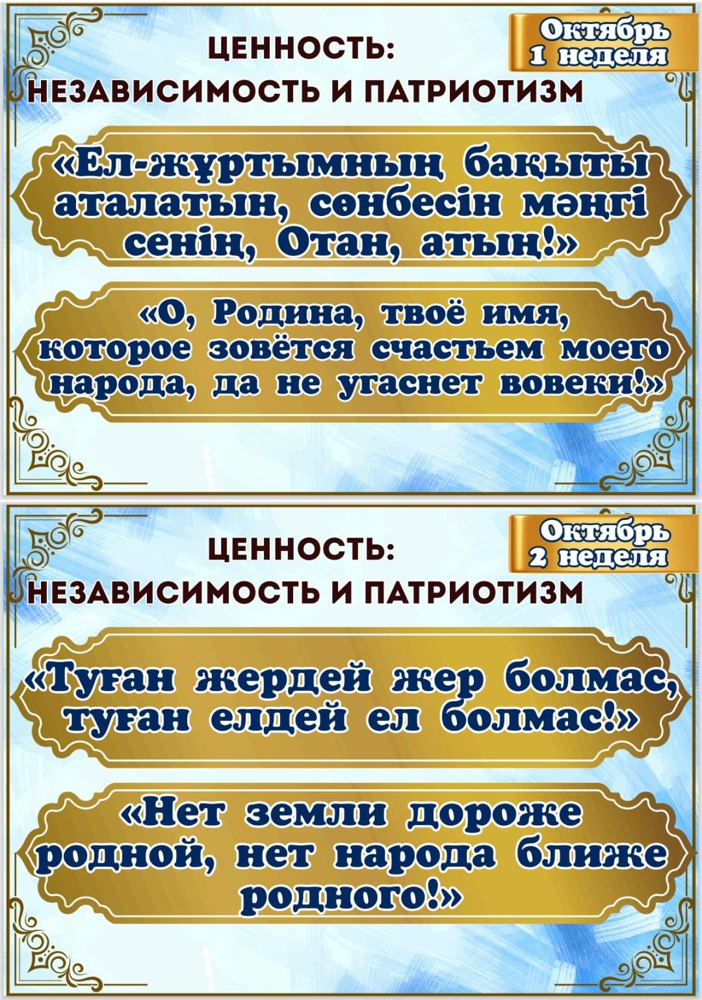 Октябрь
1 неделя
ЦЕННОСТЬ:
НЕЗАВИСИМОСТЬ И ПАТРИОТИЗМ
«Ел-жұртымның бақыты
аталатын, сөнбесін мәңгі
сенің, Отан, атың!»
«О, Родина, твоё имя,
которое зовётся счастьем моего
народа, да не угаснет вовеки!»
Октябрь
2 неделя
ЦЕННОСТЬ:
НЕЗАВИСИМОСТЬ И ПАТРИОТИЗМ
«Туған жердей жер болмас,
туған елдей ел болмас!»
«Нет земли дороже
родной, нет народа ближе
родного!»